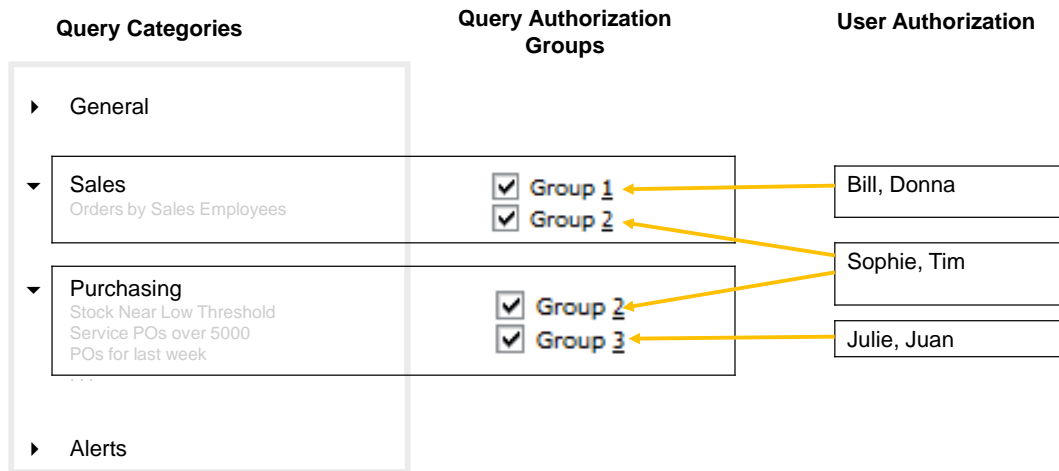 Query Categories
Query Authorization
Groups
User Authorization
General
Sales
Orders by Sales Employees
Group 1
Group 2
Bill, Donna
Sophie, Tim
Purchasing
Stock Near Low Threshold
Service POs over 5000
POs for last week
. . .
Group 2
Group 3
Julie, Juan
Alerts